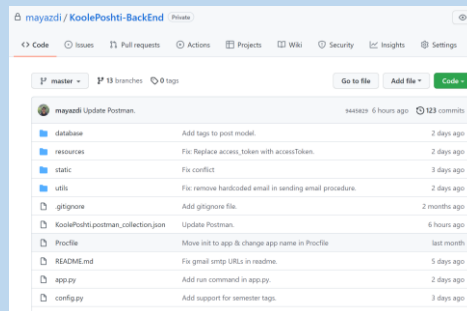 mayazdi / KoolePoshti-BackEnd Private
Code Issues Pull requests Actions Projects Wiki Security Insights Settings
master 13 branches 0 tags Go to file Add file Code
mayazdi Update Postman. 6 hours ago 123 commits
database Add tags to post model. 2 days ago
resources Fix: Replace access_token with accessToken. 2 days ago
static Fix conflict 3 days ago
utils Fix: remove hardcoded email in sending email procedure. 2 days ago
.gitignore Add gitignore file. 2 months ago
KoolePoshti.postman_collection.json Update Postman. 6 hours ago
Procfile Move init to app & change app name in Procfile last month
README.md Fix gmail smtp URLs in readme. 5 days ago
app.py Add run command in app.py. 2 days ago
config.py Add support for semester tags. 3 days ago